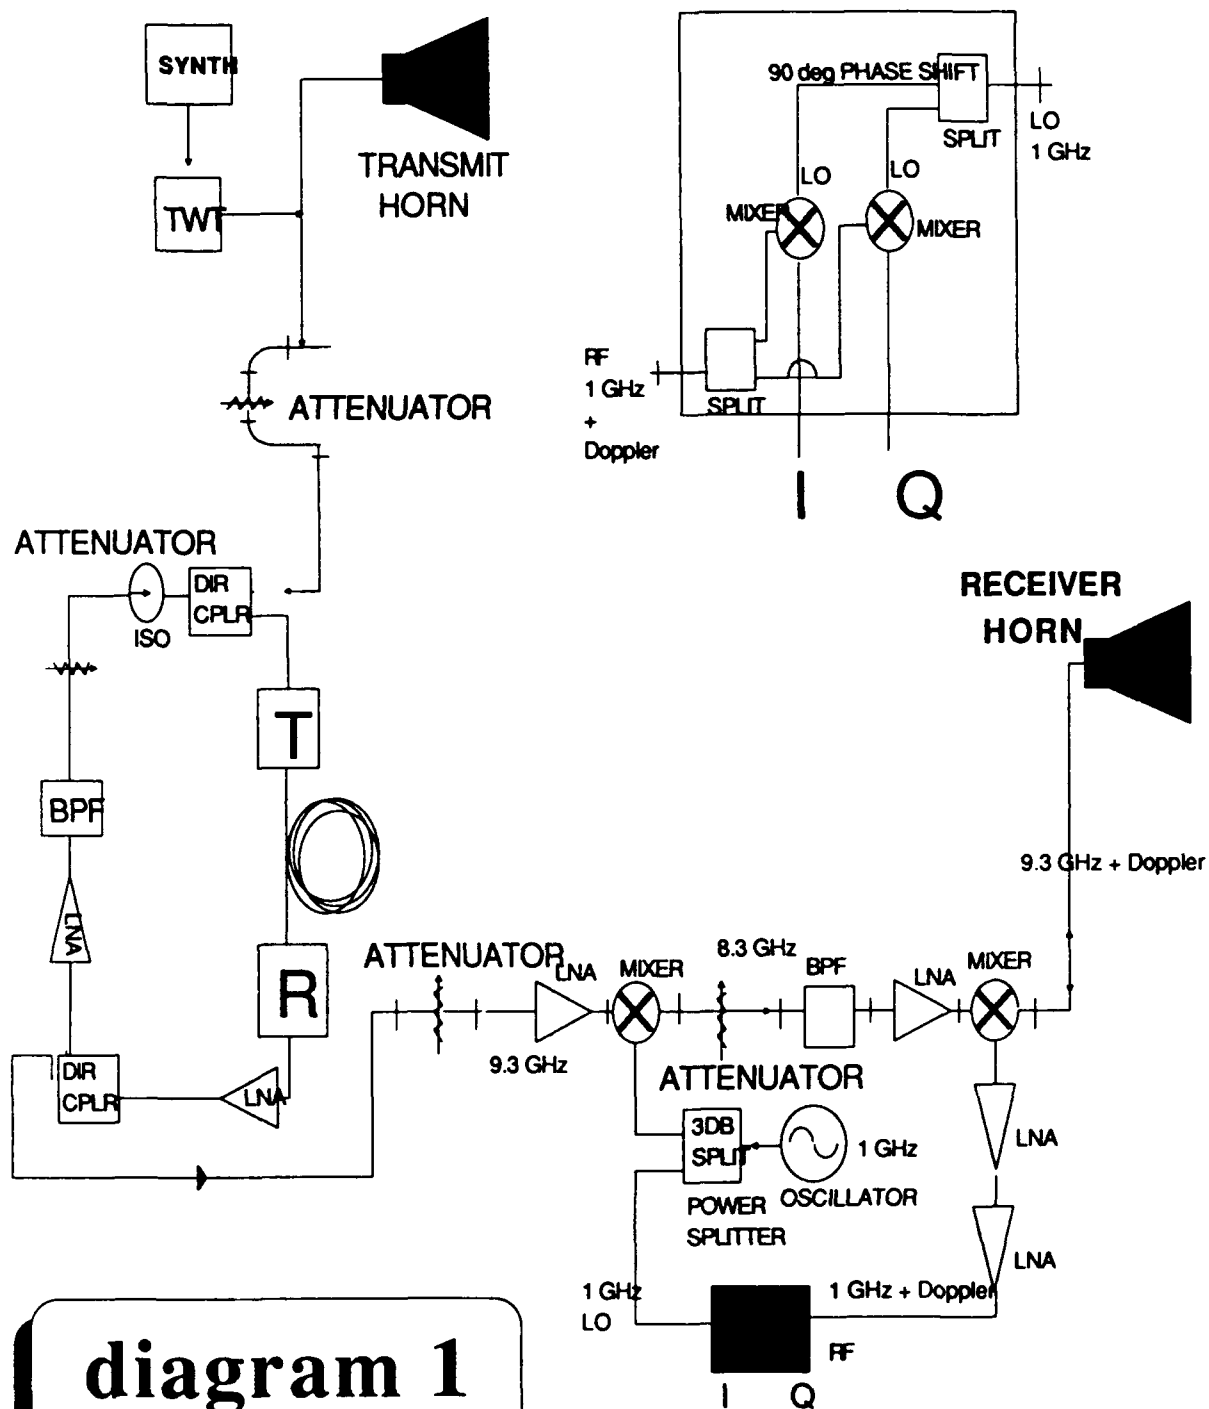 SYNTH
TWT
TRANSMIT
HORN
90 deg PHASE SHIFT
SPLIT
LO
1 GHz
LO
LO
MIXER
MIXER
RF
1 GHz
+
Doppler
SPLIT
I
Q
ATTENUATOR
ATTENUATOR
DIR
CPLR
ISO
T
BPF
LNA
R
DIR
CPLR
LNA
RECEIVER
HORN
9.3 GHz + Doppler
ATTENUATOR
LNA
MIXER
8.3 GHz
BPF
LNA
MIXER
9.3 GHz
ATTENUATOR
3DB
SPLIT
1 GHz
OSCILLATOR
POWER
SPLITTER
LNA
LNA
1 GHz
LO
1 GHz + Doppler
RF
I
Q
diagram 1